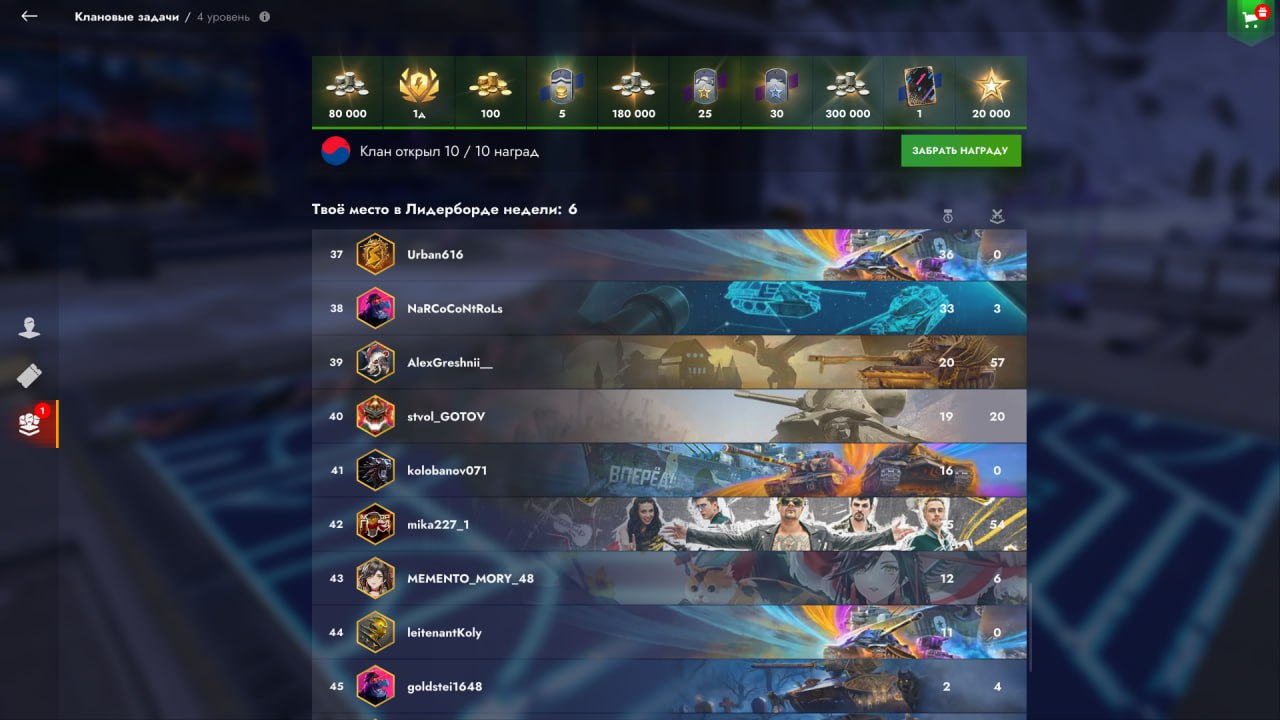 Клановые задачи / 4 уровень
80 000 1д 100 5 180 000 25 30 300 000 1 20 000
Клан открыл 10 / 10 наград
ЗАБРАТЬ НАГРАДУ
Твоё место в Лидерборде недели: 6
37 Urban616 36 0
38 NaRCoCoNtRoLs 33 3
39 AlexGreshnii__ 20 57
1
40 stvol_GOTOV 19 20
41 kolobanov071 ВПЕРЁД! 16 0
42 mika227_1 54
43 MEMENTO_MORY_48 12 6
44 leitenantKoly 11 0
45 goldstei1648 2 4